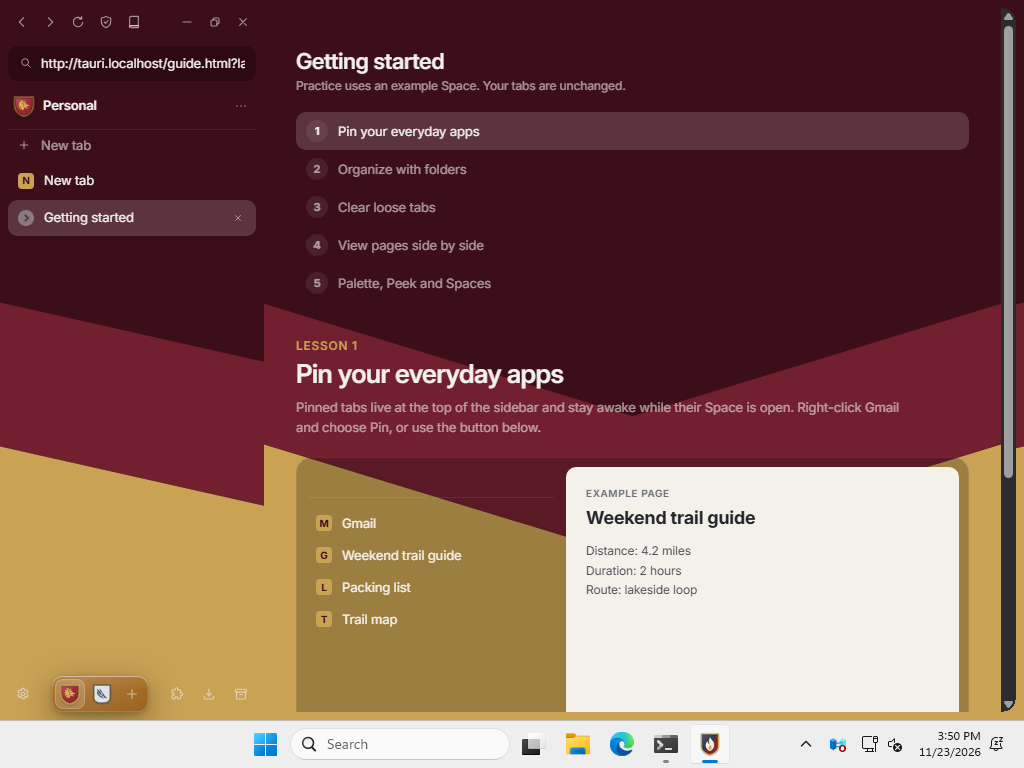 http://tauri.localhost/guide.html?la
Personal
New tab
N New tab
Getting started
Getting started
Practice uses an example Space. Your tabs are unchanged.
1 Pin your everyday apps
2 Organize with folders
3 Clear loose tabs
4 View pages side by side
5 Palette, Peek and Spaces
LESSON 1
Pin your everyday apps
Pinned tabs live at the top of the sidebar and stay awake while their Space is open. Right-click Gmail
and choose Pin, or use the button below.
M Gmail
G Weekend trail guide
L Packing list
T Trail map
EXAMPLE PAGE
Weekend trail guide
Distance: 4.2 miles
Duration: 2 hours
Route: lakeside loop
Search
3:50 PM
11/23/2026